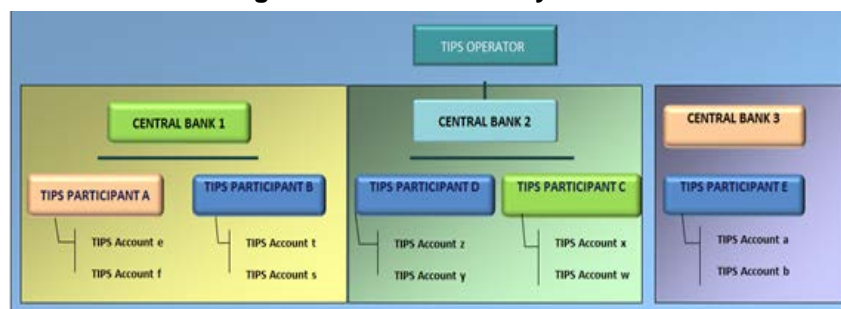 TIPS OPERATOR
CENTRAL BANK 1
CENTRAL BANK 2
CENTRAL BANK 3
TIPS PARTICIPANT A
TIPS PARTICIPANT B
TIPS PARTICIPANT D
TIPS PARTICIPANT C
TIPS PARTICIPANT E
TIPS Account e
TIPS Account t
TIPS Account z
TIPS Account x
TIPS Account a
TIPS Account f
TIPS Account s
TIPS Account y
TIPS Account w
TIPS Account b